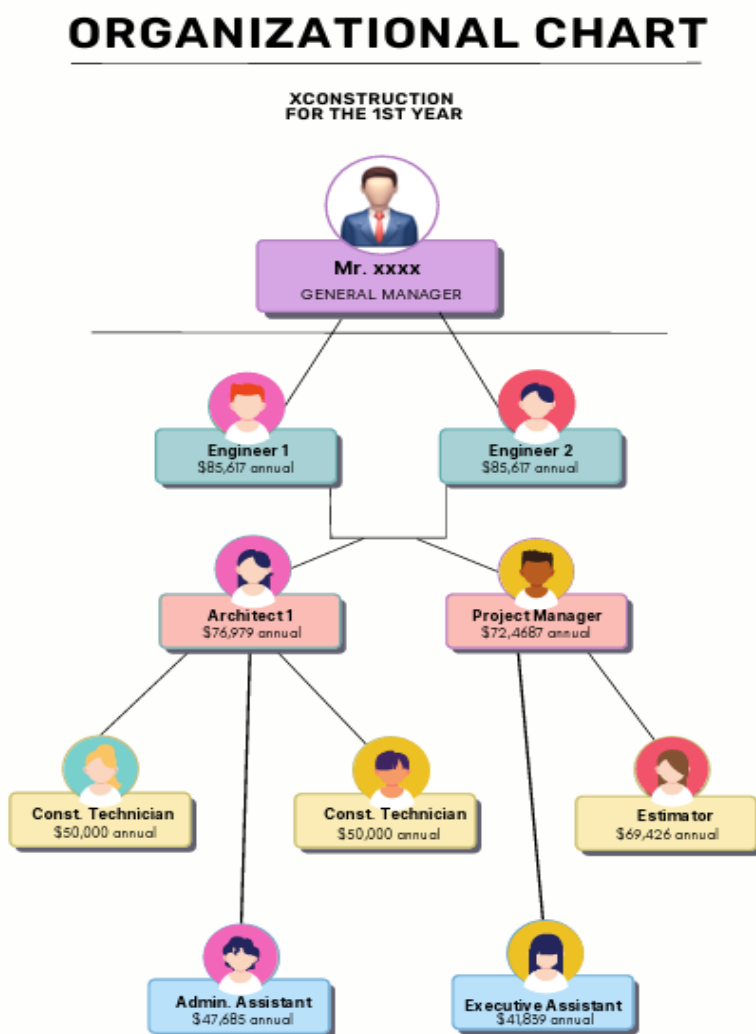 ORGANIZATIONAL CHART
XCONSTRUCTION
FOR THE 1ST YEAR
Mr. xxxx
GENERAL MANAGER
Engineer 1
$85,617 annual
Engineer 2
$85,617 annual
Architect 1
$76,979 annual
Project Manager
$72,4687 annual
Const. Technician
$50,000 annual
Const. Technician
$50,000 annual
Estimator
$69,426 annual
Admin. Assistant
$47,685 annual
Executive Assistant
$41,839 annual